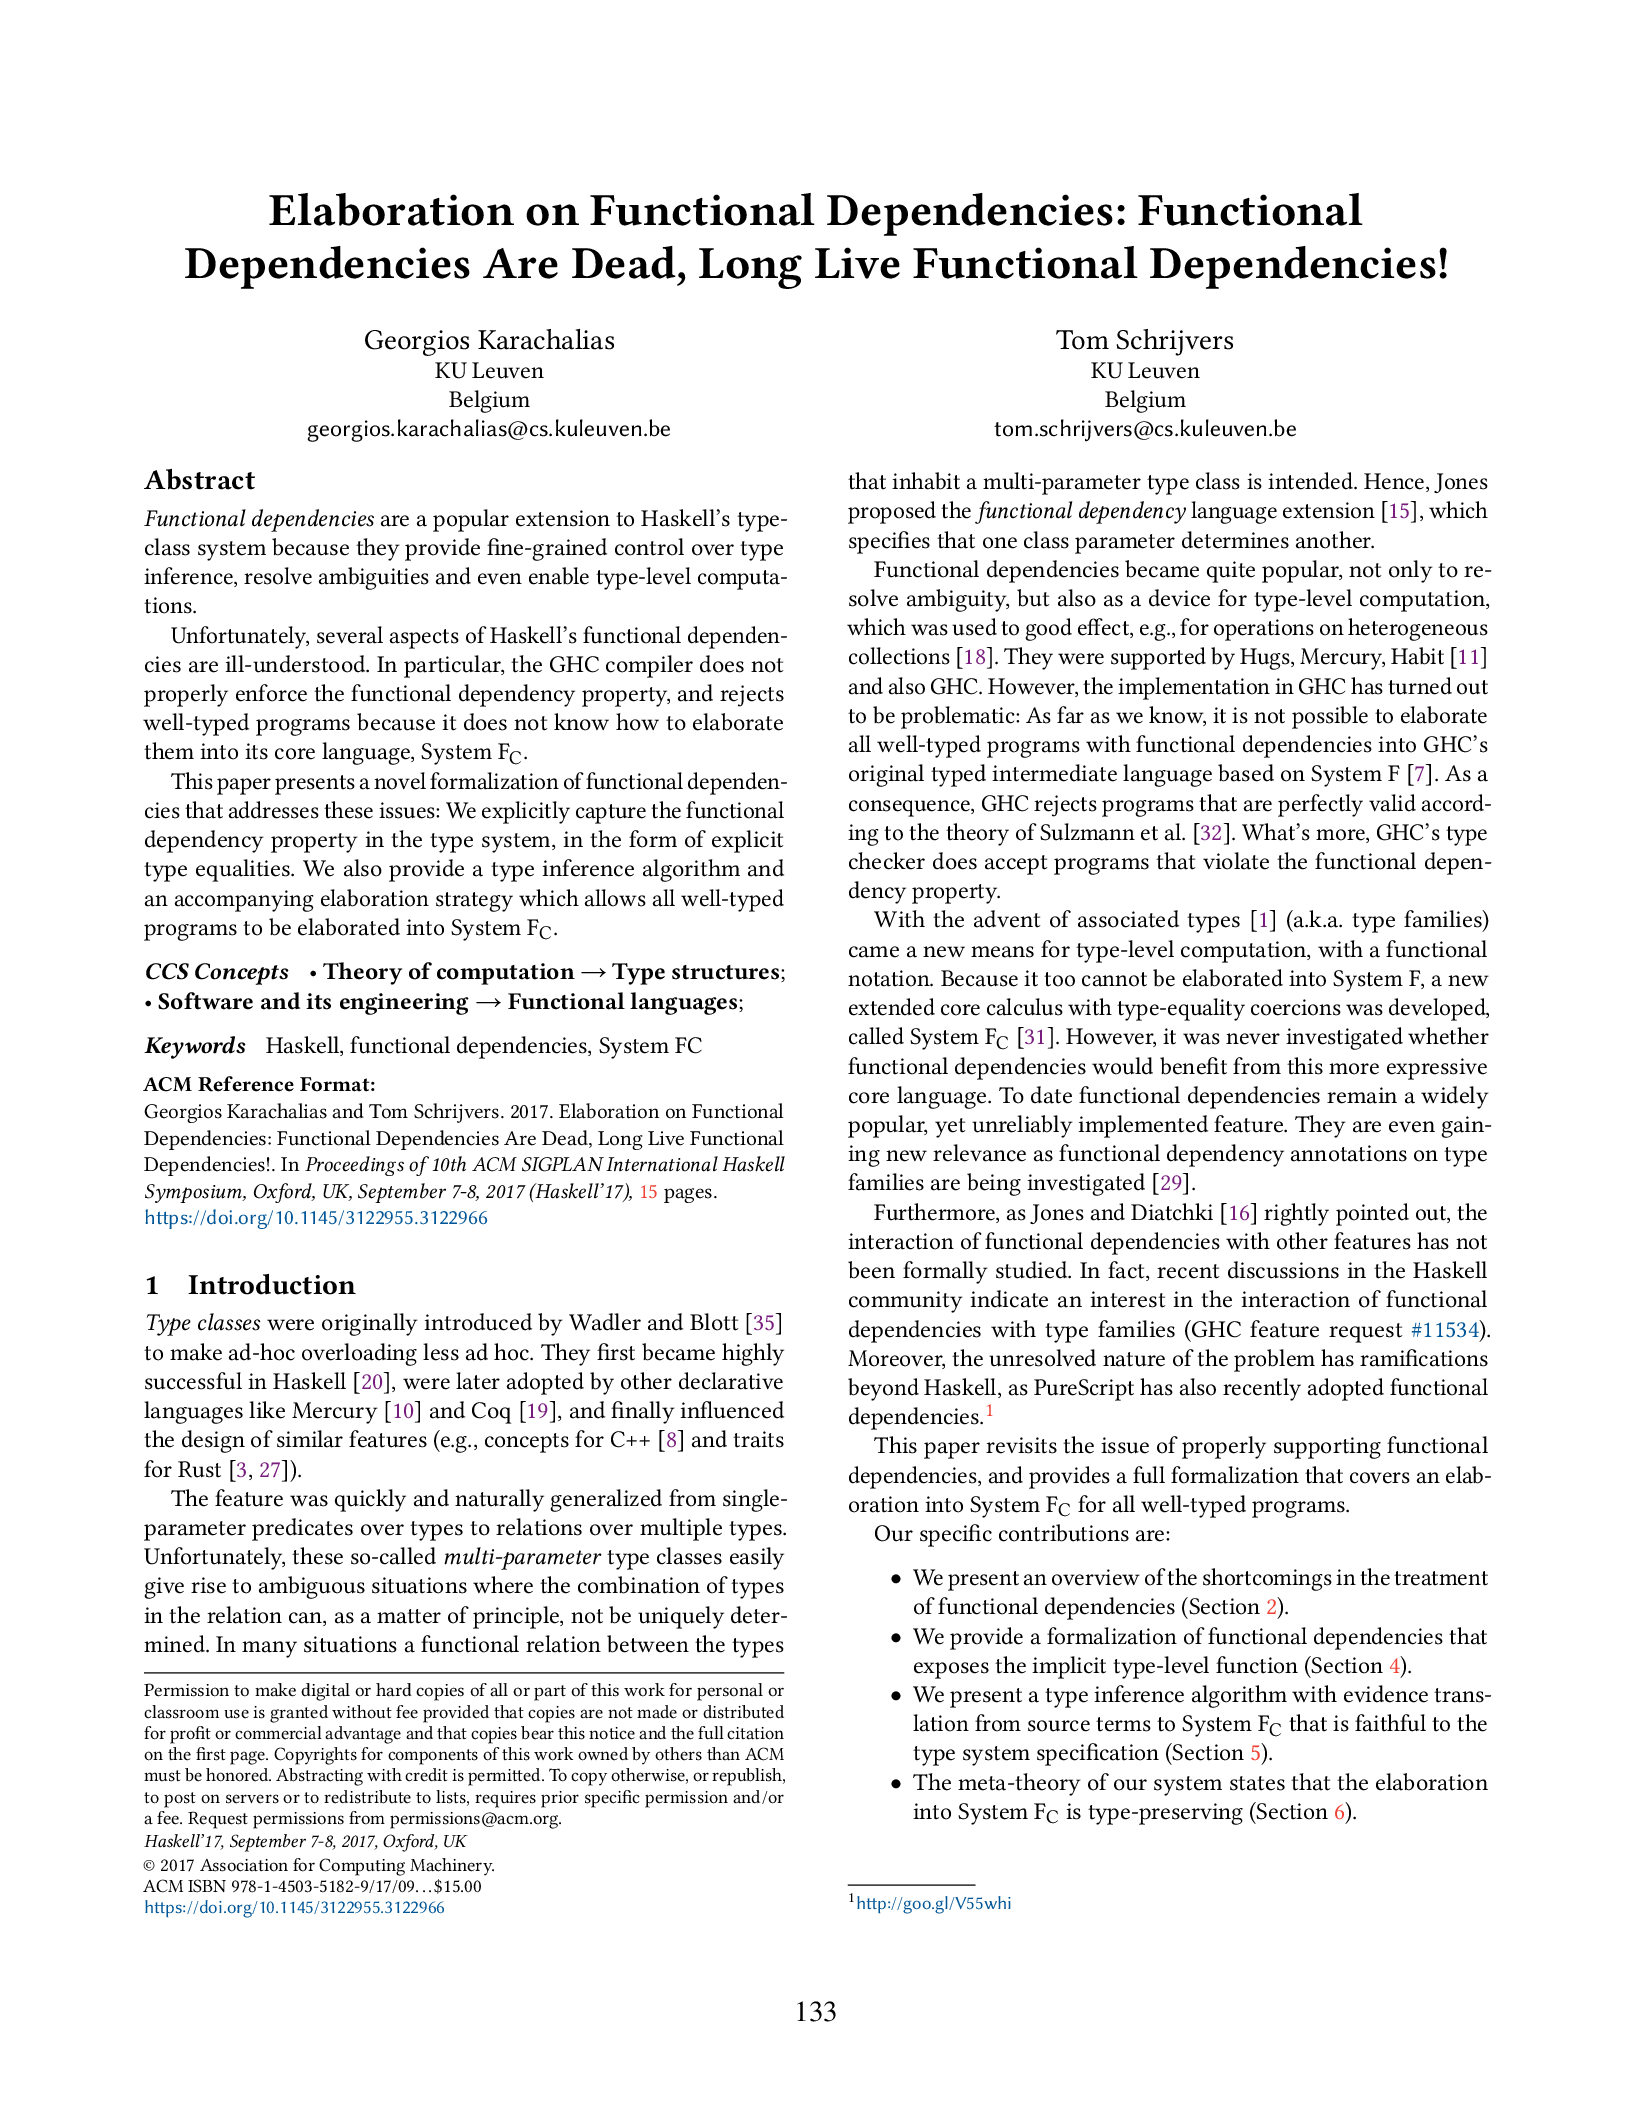 Elaboration on Functional Dependencies: Functional
Dependencies Are Dead, Long Live Functional Dependencies!
Georgios Karachalias
KU Leuven
Belgium
georgios.karachalias@cs.kuleuven.be
Tom Schrijvers
KU Leuven
Belgium
tom.schrijvers@cs.kuleuven.be
Abstract
Functional dependencies are a popular extension to Haskell's type-
class system because they provide fine-grained control over type
inference, resolve ambiguities and even enable type-level computa-
tions.
Unfortunately, several aspects of Haskell's functional dependen-
cies are ill-understood. In particular, the GHC compiler does not
properly enforce the functional dependency property, and rejects
well-typed programs because it does not know how to elaborate
them into its core language, System FC.
This paper presents a novel formalization of functional dependen-
cies that addresses these issues: We explicitly capture the functional
dependency property in the type system, in the form of explicit
type equalities. We also provide a type inference algorithm and
an accompanying elaboration strategy which allows all well-typed
programs to be elaborated into System FC.
CCS Concepts • Theory of computation → Type structures;
• Software and its engineering → Functional languages;
Keywords Haskell, functional dependencies, System FC
ACM Reference Format:
Georgios Karachalias and Tom Schrijvers. 2017. Elaboration on Functional
Dependencies: Functional Dependencies Are Dead, Long Live Functional
Dependencies!. In Proceedings of 10th ACM SIGPLAN International Haskell
Symposium, Oxford, UK, September 7-8, 2017 (Haskell'17), 15 pages.
https://doi.org/10.1145/3122955.3122966
1 Introduction
Type classes were originally introduced by Wadler and Blott [35]
to make ad-hoc overloading less ad hoc. They first became highly
successful in Haskell [20], were later adopted by other declarative
languages like Mercury [10] and Coq [19], and finally influenced
the design of similar features (e.g., concepts for C++ [8] and traits
for Rust [3, 27]).
The feature was quickly and naturally generalized from single-
parameter predicates over types to relations over multiple types.
Unfortunately, these so-called multi-parameter type classes easily
give rise to ambiguous situations where the combination of types
in the relation can, as a matter of principle, not be uniquely deter-
mined. In many situations a functional relation between the types
Permission to make digital or hard copies of all or part of this work for personal or
classroom use is granted without fee provided that copies are not made or distributed
for profit or commercial advantage and that copies bear this notice and the full citation
on the first page. Copyrights for components of this work owned by others than ACM
must be honored. Abstracting with credit is permitted. To copy otherwise, or republish,
to post on servers or to redistribute to lists, requires prior specific permission and/or
a fee. Request permissions from permissions@acm.org.
Haskell'17, September 7-8, 2017, Oxford, UK
© 2017 Association for Computing Machinery.
ACM ISBN 978-1-4503-5182-9/17/09…$15.00
https://doi.org/10.1145/3122955.3122966
that inhabit a multi-parameter type class is intended. Hence, Jones
proposed the functional dependency language extension [15], which
specifies that one class parameter determines another.
Functional dependencies became quite popular, not only to re-
solve ambiguity, but also as a device for type-level computation,
which was used to good effect, e.g., for operations on heterogeneous
collections [18]. They were supported by Hugs, Mercury, Habit [11]
and also GHC. However, the implementation in GHC has turned out
to be problematic: As far as we know, it is not possible to elaborate
all well-typed programs with functional dependencies into GHC's
original typed intermediate language based on System F [7]. As a
consequence, GHC rejects programs that are perfectly valid accord-
ing to the theory of Sulzmann et al. [32]. What's more, GHC's type
checker does accept programs that violate the functional depen-
dency property.
With the advent of associated types [1] (a.k.a. type families)
came a new means for type-level computation, with a functional
notation. Because it too cannot be elaborated into System F, a new
extended core calculus with type-equality coercions was developed,
called System FC [31]. However, it was never investigated whether
functional dependencies would benefit from this more expressive
core language. To date functional dependencies remain a widely
popular, yet unreliably implemented feature. They are even gain-
ing new relevance as functional dependency annotations on type
families are being investigated [29].
Furthermore, as Jones and Diatchki [16] rightly pointed out, the
interaction of functional dependencies with other features has not
been formally studied. In fact, recent discussions in the Haskell
community indicate an interest in the interaction of functional
dependencies with type families (GHC feature request #11534).
Moreover, the unresolved nature of the problem has ramifications
beyond Haskell, as PureScript has also recently adopted functional
dependencies.1
This paper revisits the issue of properly supporting functional
dependencies, and provides a full formalization that covers an elab-
oration into System FC for all well-typed programs.
Our specific contributions are:
• We present an overview of the shortcomings in the treatment
of functional dependencies (Section 2).
• We provide a formalization of functional dependencies that
exposes the implicit type-level function (Section 4).
• We present a type inference algorithm with evidence trans-
lation from source terms to System FC that is faithful to the
type system specification (Section 5).
• The meta-theory of our system states that the elaboration
into System FC is type-preserving (Section 6).
1http://goo.gl/V55whi
133